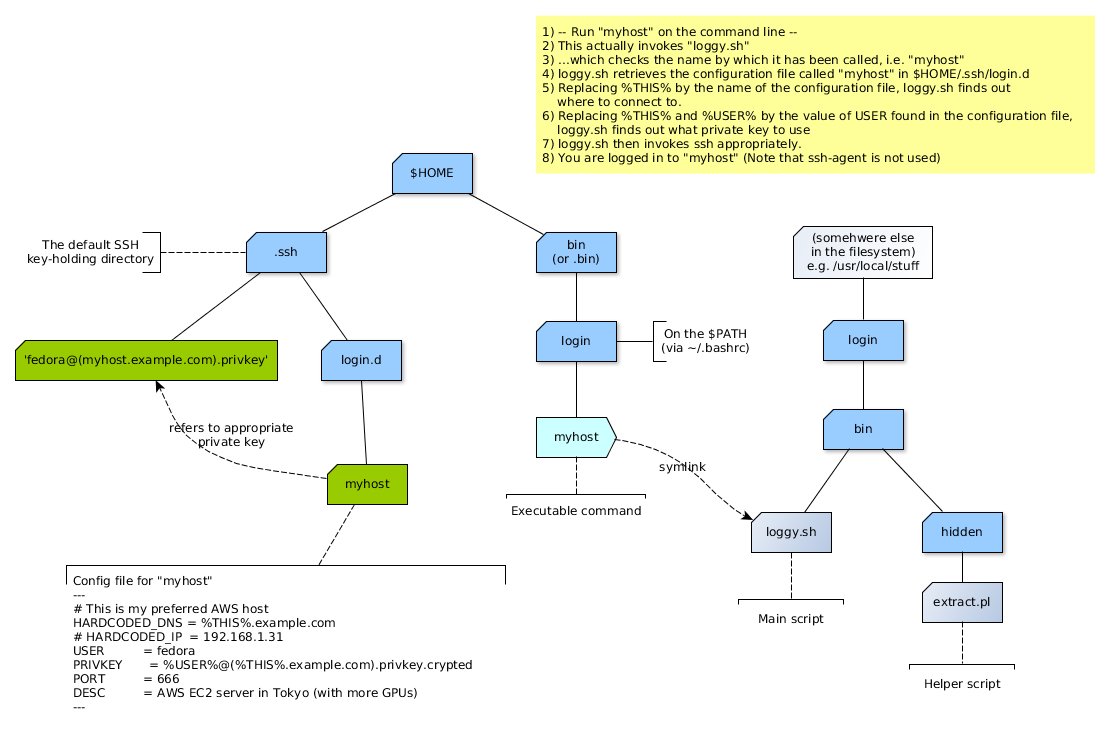 1) -- Run "myhost" on the command line --
2) This actually invokes "loggy.sh"
3) ...which checks the name by which it has been called, i.e. "myhost"
4) loggy.sh retrieves the configuration file called "myhost" in $HOME/.ssh/login.d
5) Replacing %THIS% by the name of the configuration file, loggy.sh finds out
where to connect to.
6) Replacing %THIS% and %USER% by the value of USER found in the configuration file,
loggy.sh finds out what private key to use
7) loggy.sh then invokes ssh appropriately.
8) You are logged in to "myhost" (Note that ssh-agent is not used)
$HOME
The default SSH
key-holding directory
.ssh
bin
(or .bin)
(somehwere else
in the filesystem)
e.g. /usr/local/stuff
'fedora@(myhost.example.com).privkey'
login.d
login
On the $PATH
(via ~/.bashrc)
login
refers to appropriate
private key
myhost
myhost
symlink
bin
Executable command
loggy.sh
hidden
Main script
extract.pl
Helper script
Config file for "myhost"
---
# This is my preferred AWS host
HARDCODED_DNS = %THIS%.example.com
# HARDCODED_IP = 192.168.1.31
USER = fedora
PRIVKEY = %USER%@(%THIS%.example.com).privkey.crypted
PORT = 666
DESC = AWS EC2 server in Tokyo (with more GPUs)
---